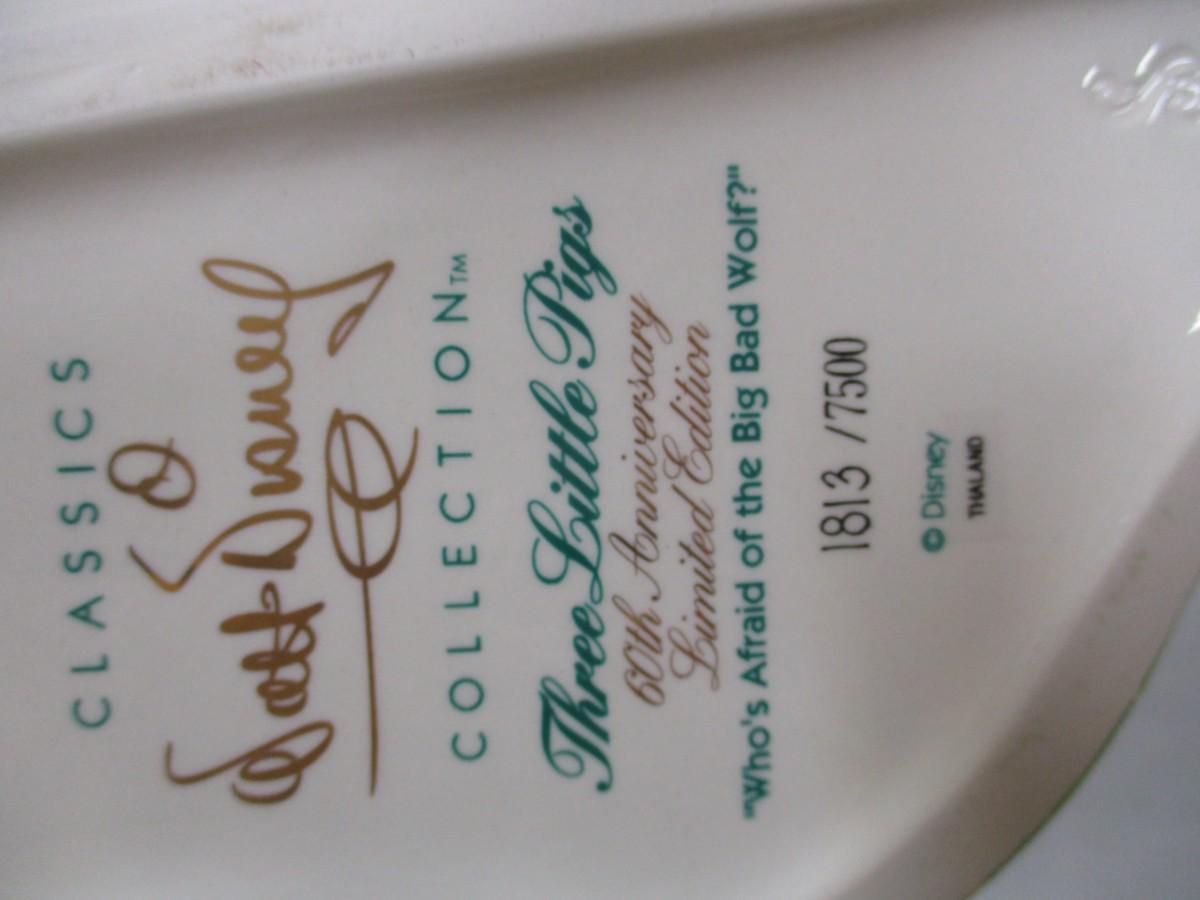 CLASSICS
Walt Disney
COLLECTION™
Three Little Pigs
60th Anniversary
Limited Edition
"Who's Afraid of the Big Bad Wolf?"
1813 /7500
© Disney
THAILAND